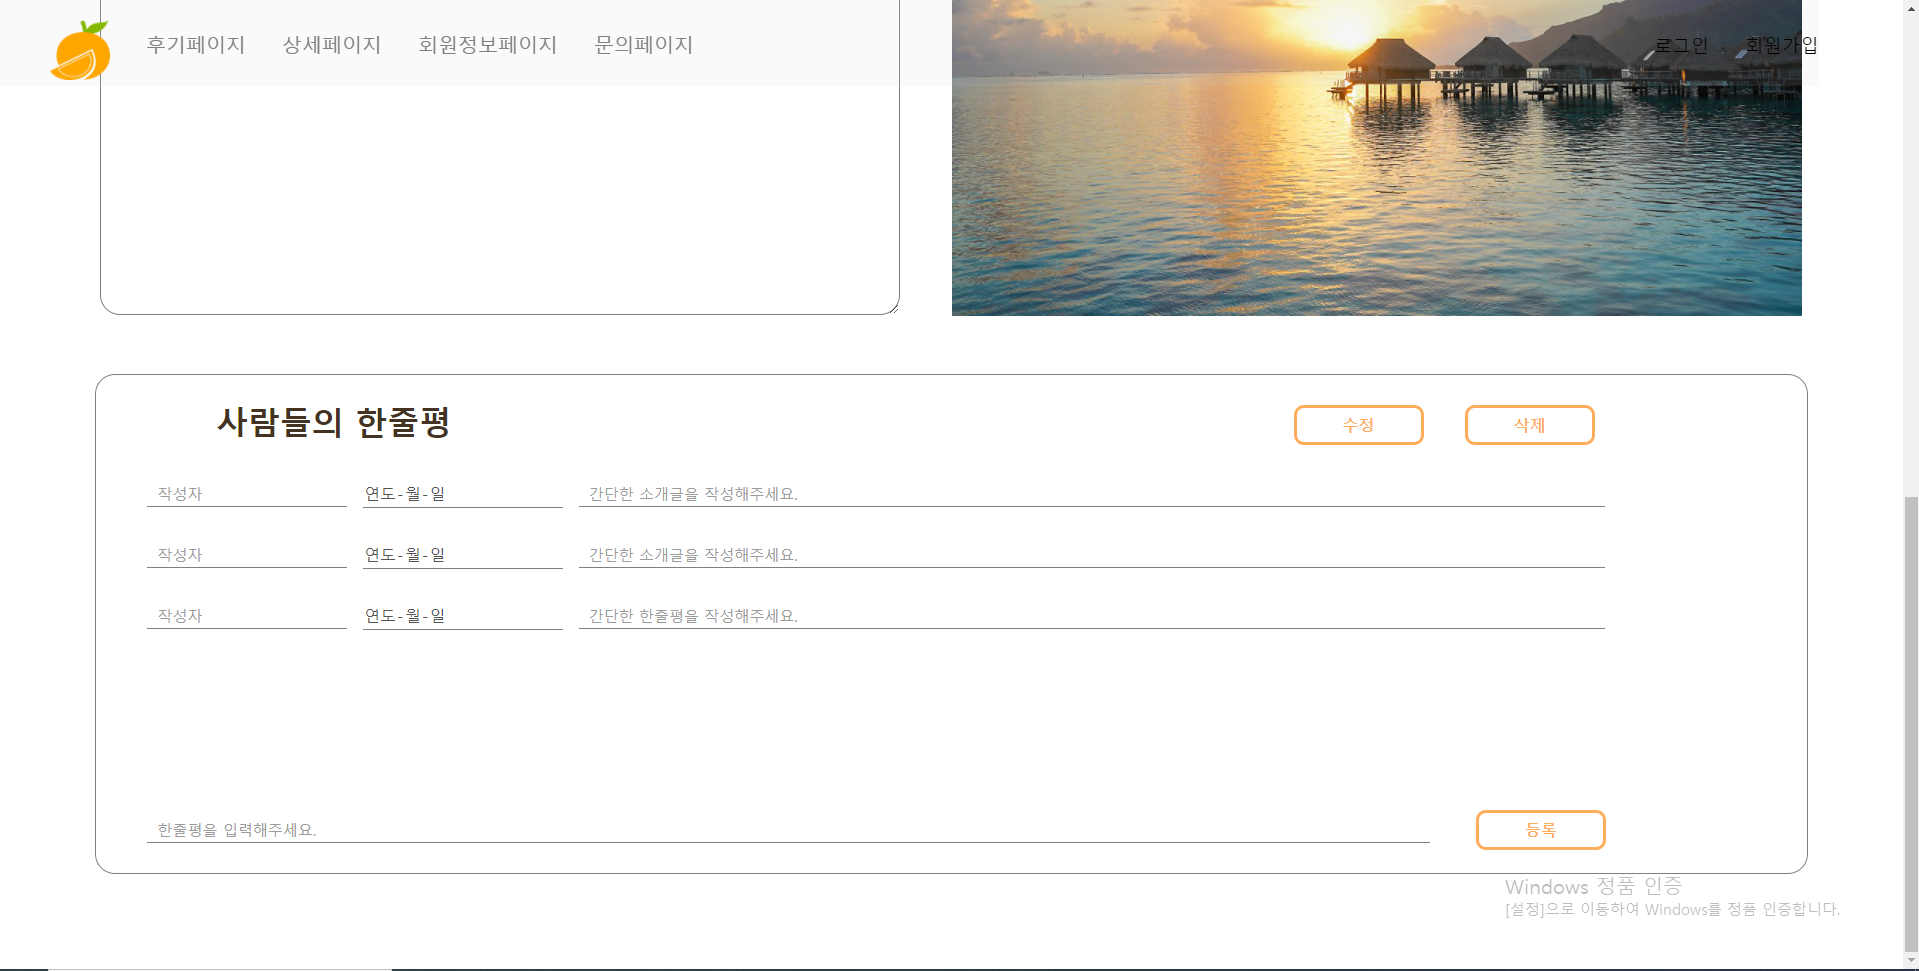 후기페이지 상세페이지 회원정보페이지 문의페이지 로그인 회원가입
사람들의 한줄평 수정 삭제
작성자 연도-월-일 간단한 소개글을 작성해주세요.
작성자 연도-월-일 간단한 소개글을 작성해주세요.
작성자 연도-월-일 간단한 한줄평을 작성해주세요.
한줄평을 입력해주세요. 등록
Windows 정품 인증
[설정]으로 이동하여 Windows를 정품 인증합니다.